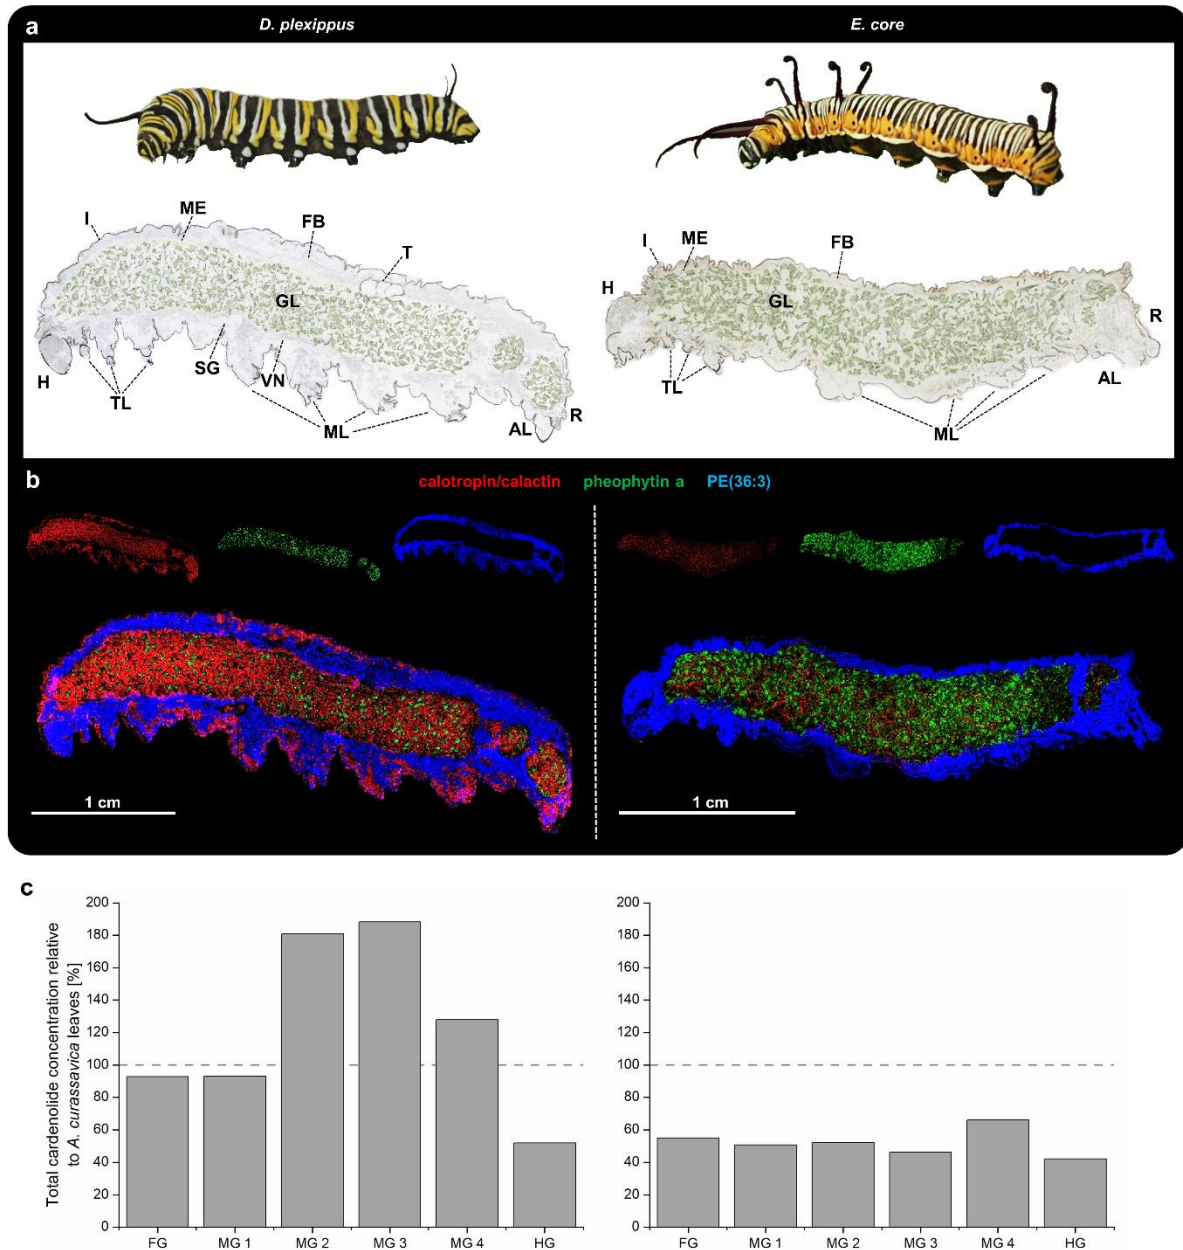 a
D. plexippus
E. core
I
ME
FB
T
GL
H
TL
SG
VN
ML
AL
R
I
ME
FB
H
GL
R
TL
AL
ML
b
calotropin/calactin pheophytin a PE(36:3)
1 cm
1 cm
c
Total cardenolide concentration relative
to A. curassavica leaves [%]
200
180
160
140
120
100
80
60
40
20
0
FG MG 1 MG 2 MG 3 MG 4 HG
200
180
160
140
120
100
80
60
40
20
0
FG MG 1 MG 2 MG 3 MG 4 HG